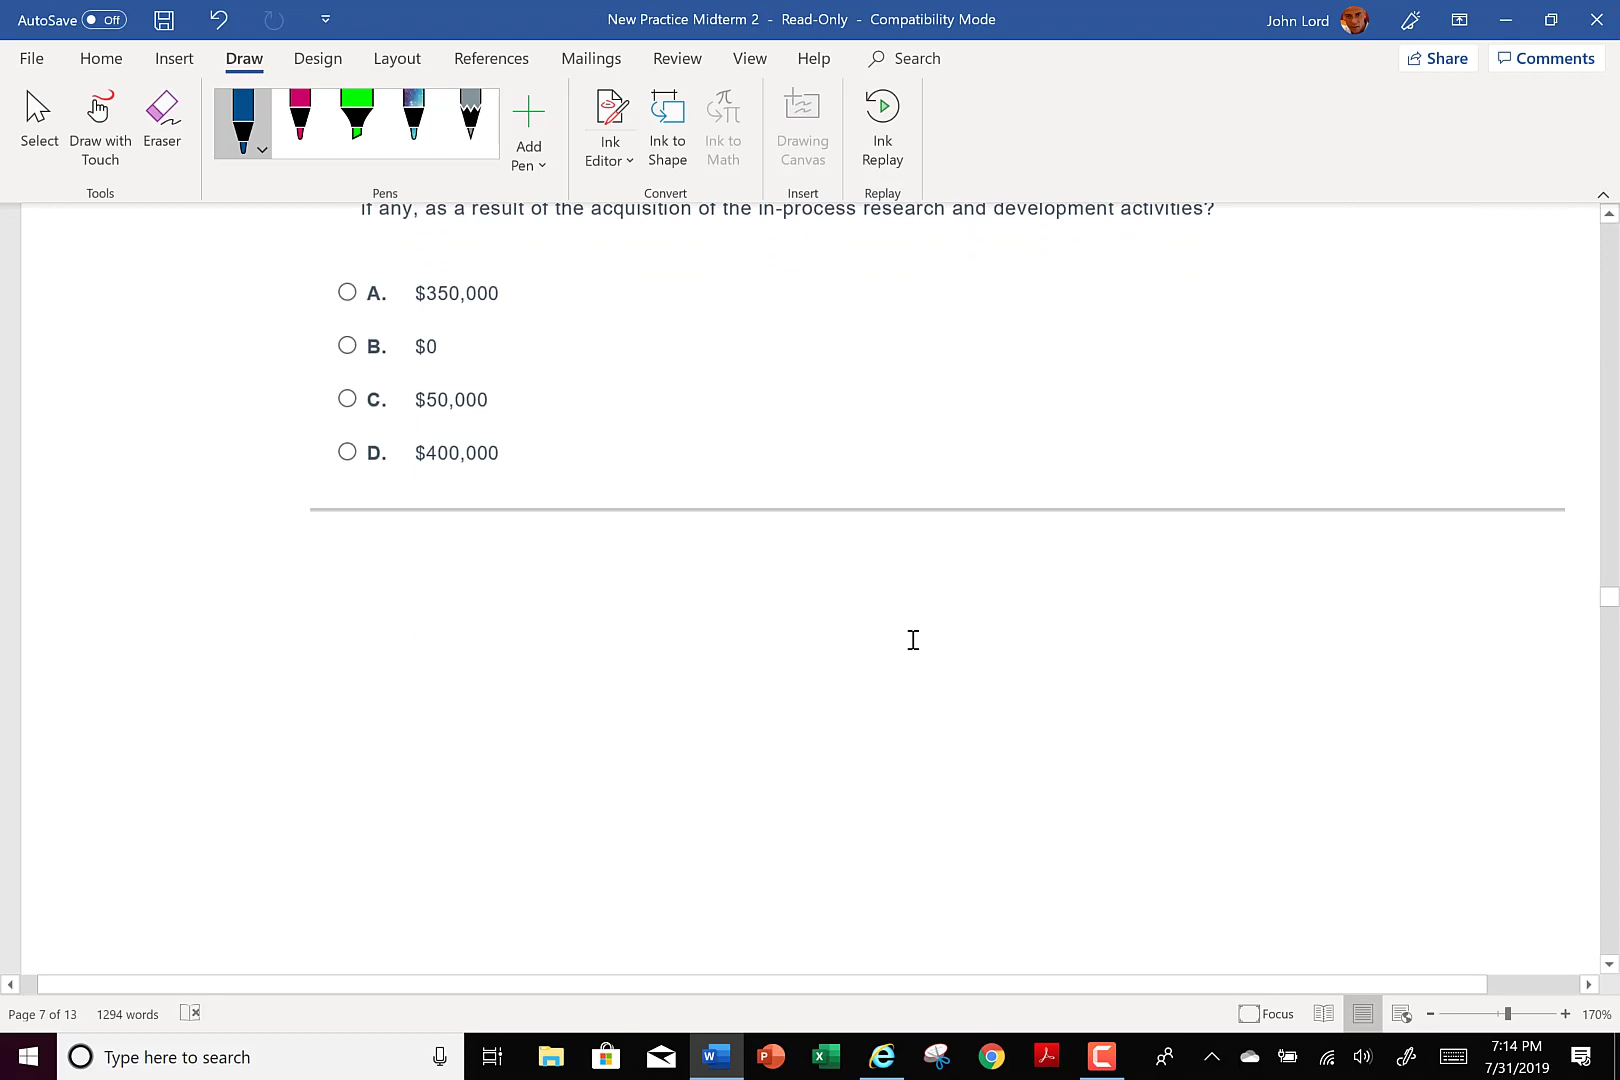 AutoSave Off
New Practice Midterm 2 - Read-Only - Compatibility Mode
John Lord
File Home Insert Draw Design Layout References Mailings Review View Help Search
Share Comments
Select
Draw with Touch
Eraser
Tools
Add Pen
Pens
Ink Editor
Ink to Shape
Ink to Math
Convert
Drawing Canvas
Insert
Ink Replay
Replay
if any, as a result of the acquisition of the in-process research and development activities?
A. $350,000
B. $0
C. $50,000
D. $400,000
Page 7 of 13 1294 words
Focus
170%
Type here to search
7:14 PM
7/31/2019